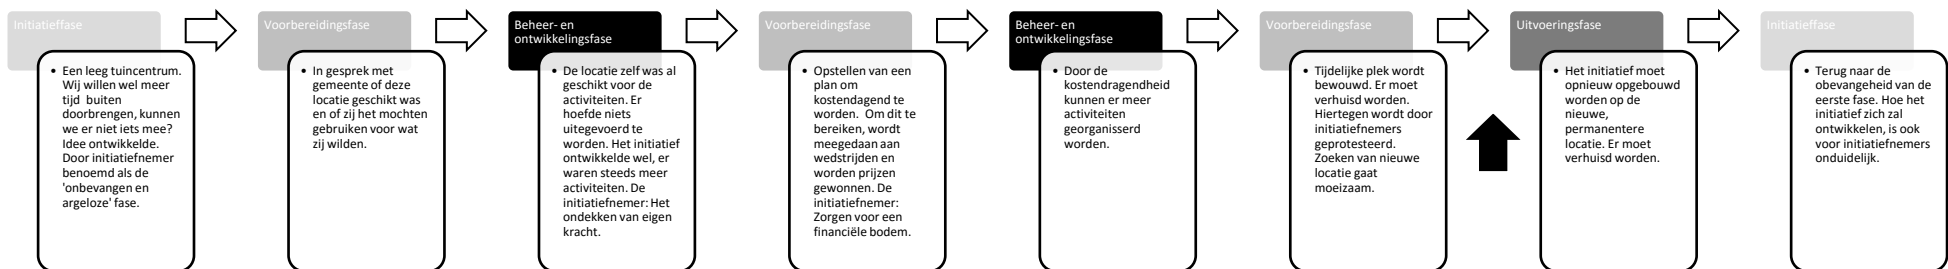 Initiatieffase
• Een leeg tuincentrum.
Wij willen wel meer
tijd buiten
doorbrengen, kunnen
we er niet iets mee?
Idee ontwikkelde.
Door initiatiefnemer
benoemd als de
'onbevangen en
argeloze' fase.
Voorbereidingsfase
• In gesprek met
gemeente of deze
locatie geschikt was
en of zij het mochten
gebruiken voor wat
zij wilden.
Beheer- en
ontwikkelingsfase
• De locatie zelf was al
geschikt voor de
activiteiten. Er
hoefde niets
uitegevoerd te
worden. Het initiatief
ontwikkelde wel, er
waren steeds meer
activiteiten. De
initiatiefnemer: Het
ondekken van eigen
kracht.
Voorbereidingsfase
• Opstellen van een
plan om
kostendagend te
worden. Om dit te
bereiken, wordt
meegedaan aan
wedstrijden en
worden prijzen
gewonnen. De
initiatiefnemer:
Zorgen voor een
financiële bodem.
Beheer- en
ontwikkelingsfase
• Door de
kostendragendheid
kunnen er meer
activiteiten
georganisserd
worden.
Voorbereidingsfase
• Tijdelijke plek wordt
bewouwd. Er moet
verhuisd worden.
Hiertegen wordt door
initiatiefnemers
geprotesteerd.
Zoeken van nieuwe
locatie gaat
moeizaam.
Uitvoeringsfase
• Het initiatief moet
opnieuw opgebouwd
worden op de
nieuwe,
permanentere
locatie. Er moet
verhuisd worden.
Initiatieffase
• Terug naar de
obevangeheid van de
eerste fase. Hoe het
initiatief zich zal
ontwikkelen, is ook
voor initiatiefnemers
onduidelijk.